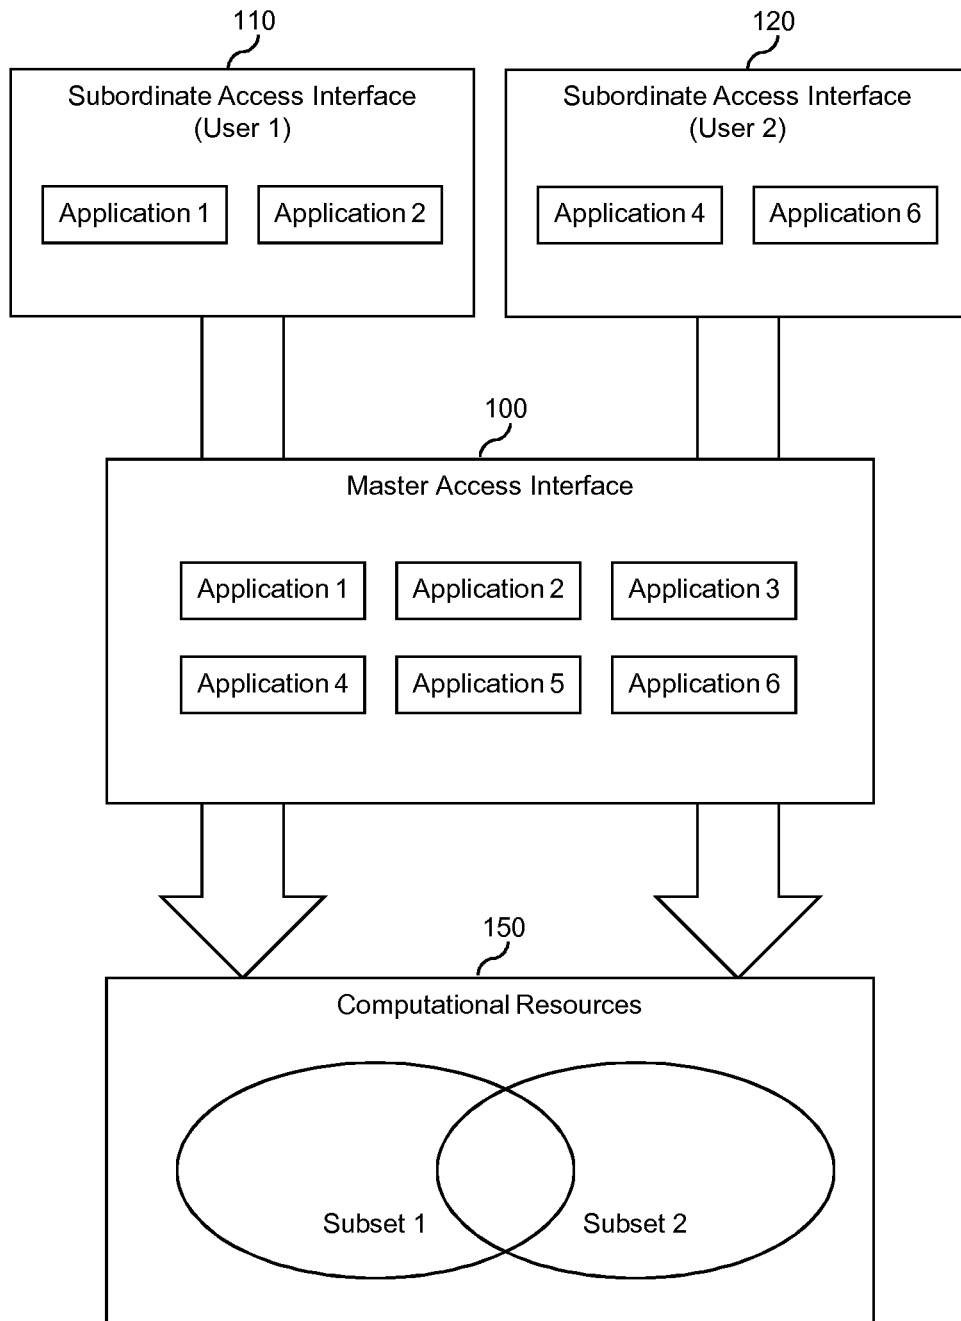 110
120
Subordinate Access Interface
(User 1)
Subordinate Access Interface
(User 2)
Application 1
Application 2
Application 4
Application 6
100
Master Access Interface
Application 1
Application 2
Application 3
Application 4
Application 5
Application 6
150
Computational Resources
Subset 1
Subset 2